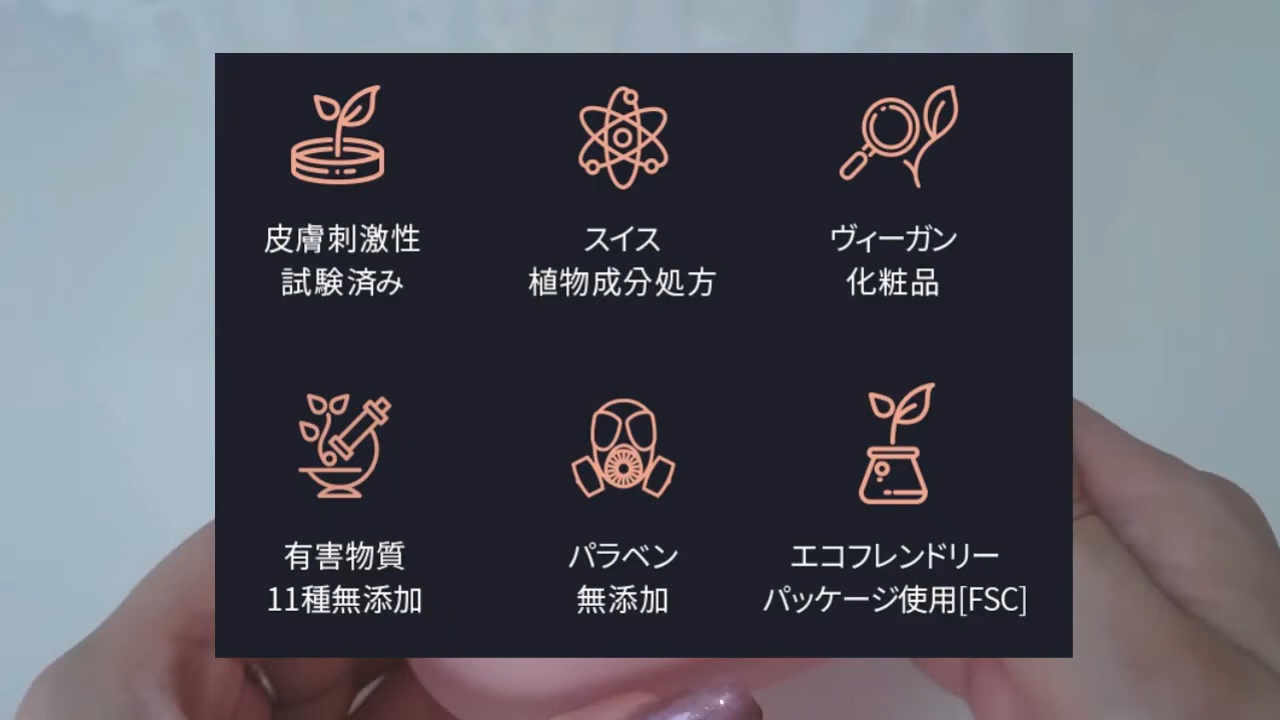 皮膚刺激性
試験済み
スイス
植物成分処方
ヴィーガン
化粧品
有害物質
11種無添加
パラベン
無添加
エコフレンドリー
パッケージ使用[FSC]